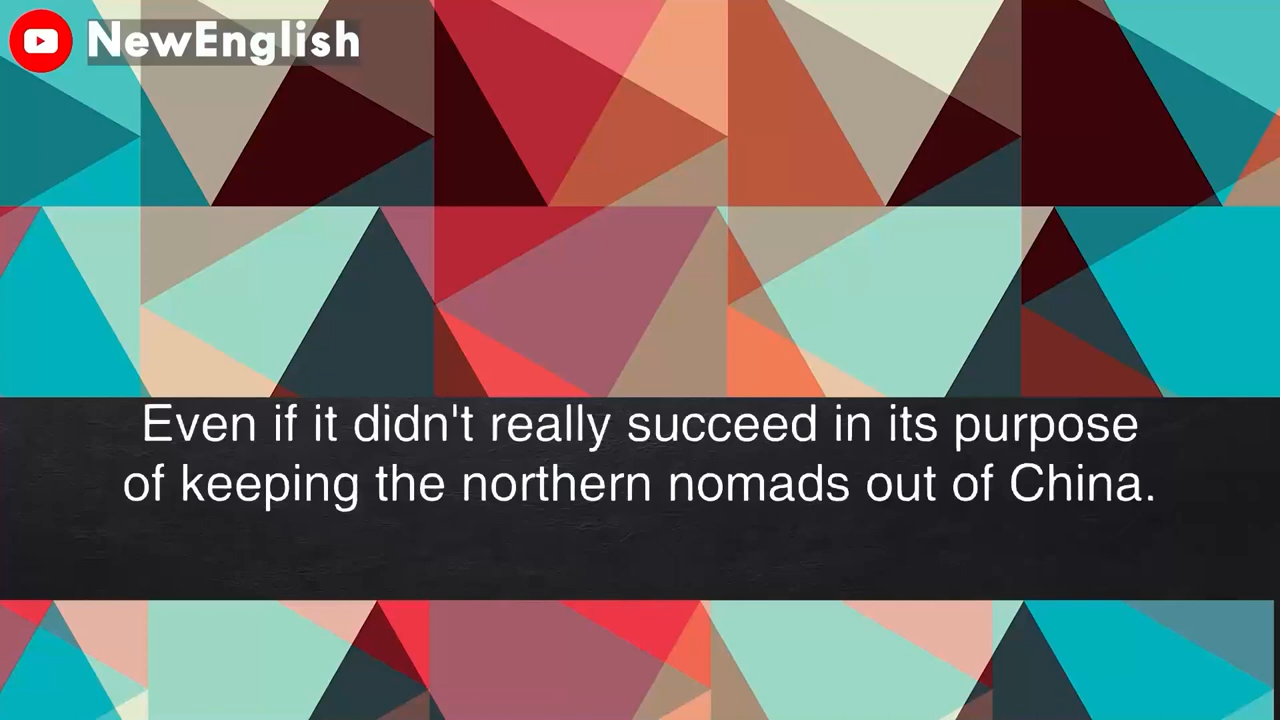 NewEnglish
Even if it didn't really succeed in its purpose
of keeping the northern nomads out of China.